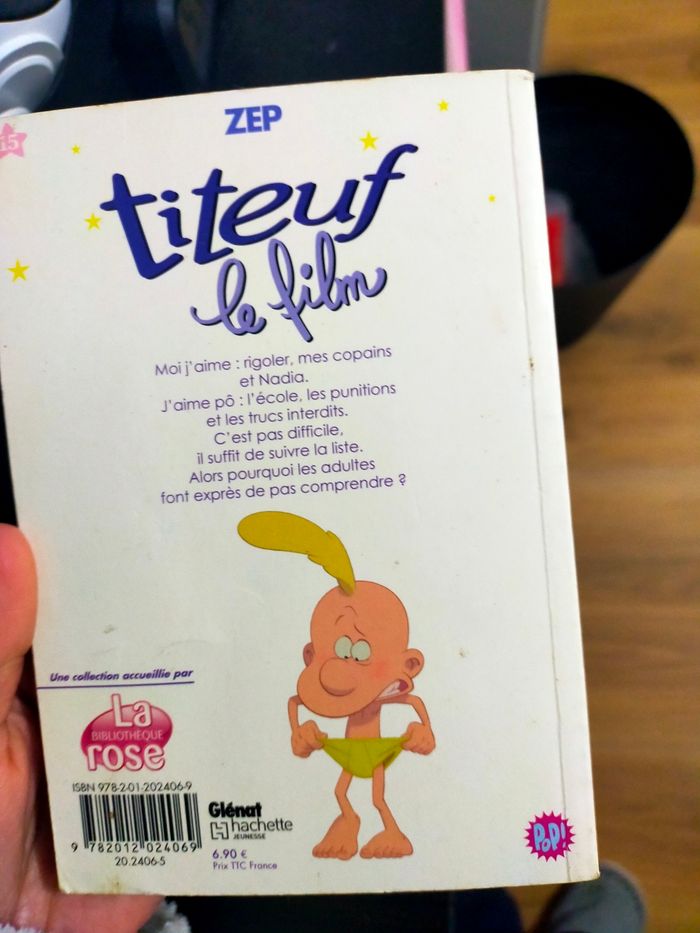 15
ZEP
titeuf
le film
Moi j'aime : rigoler, mes copains
et Nadia.
J'aime pô : l'école, les punitions
et les trucs interdits.
C'est pas difficile,
il suffit de suivre la liste.
Alors pourquoi les adultes
font exprès de pas comprendre ?
Une collection accueillie par
La
BIBLIOTHÈQUE
rose
ISBN 978-2-01-202406-9
9 782012 024069
20.2406-5
Glénat
hachette
JEUNESSE
6.90 €
Prix TTC France
POP!